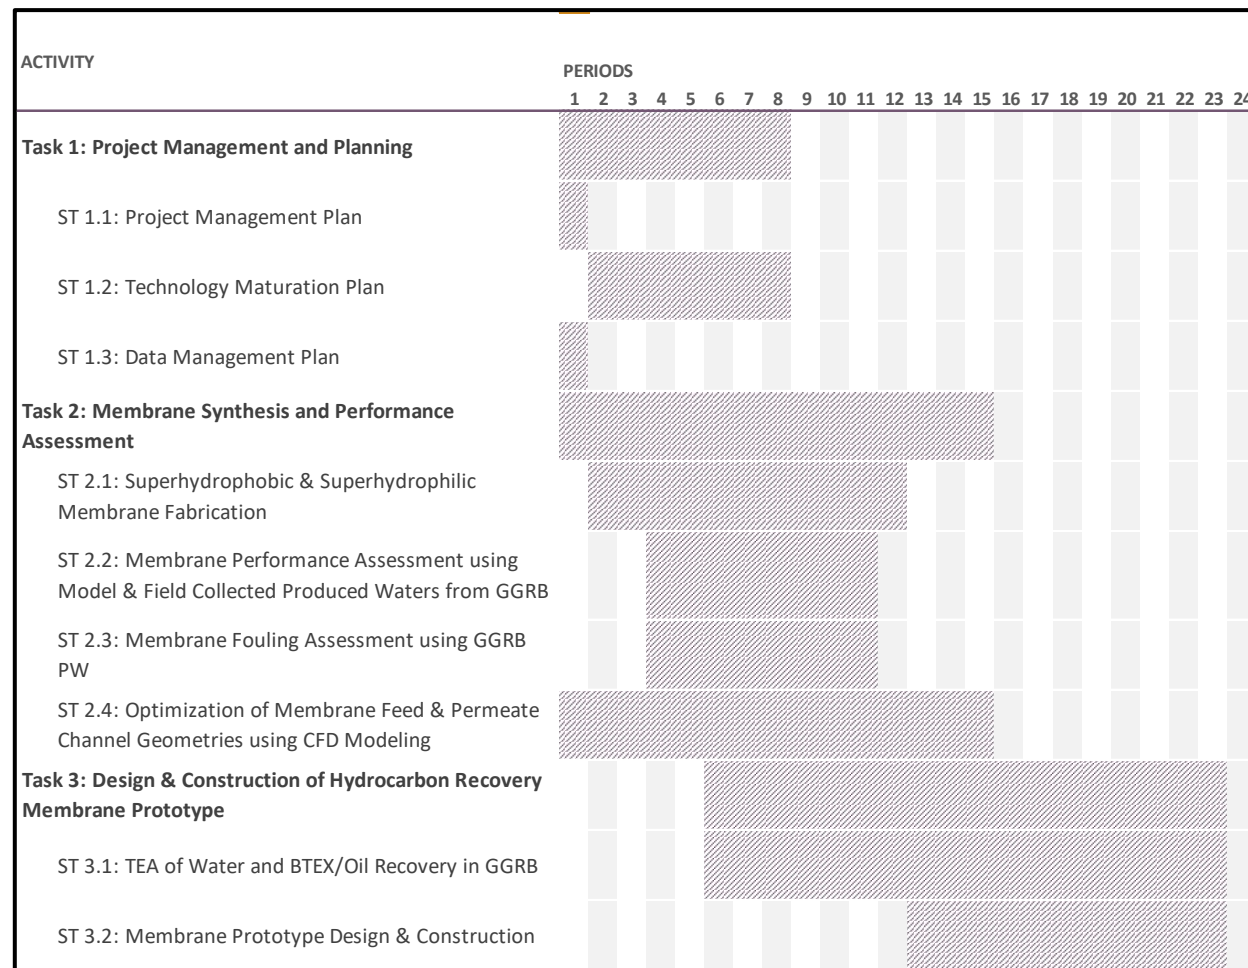 ACTIVITY
PERIODS
1 2 3 4 5 6 7 8 9 10 11 12 13 14 15 16 17 18 19 20 21 22 23 24
Task 1: Project Management and Planning
ST 1.1: Project Management Plan
ST 1.2: Technology Maturation Plan
ST 1.3: Data Management Plan
Task 2: Membrane Synthesis and Performance
Assessment
ST 2.1: Superhydrophobic & Superhydrophilic
Membrane Fabrication
ST 2.2: Membrane Performance Assessment using
Model & Field Collected Produced Waters from GGRB
ST 2.3: Membrane Fouling Assessment using GGRB
PW
ST 2.4: Optimization of Membrane Feed & Permeate
Channel Geometries using CFD Modeling
Task 3: Design & Construction of Hydrocarbon Recovery
Membrane Prototype
ST 3.1: TEA of Water and BTEX/Oil Recovery in GGRB
ST 3.2: Membrane Prototype Design & Construction